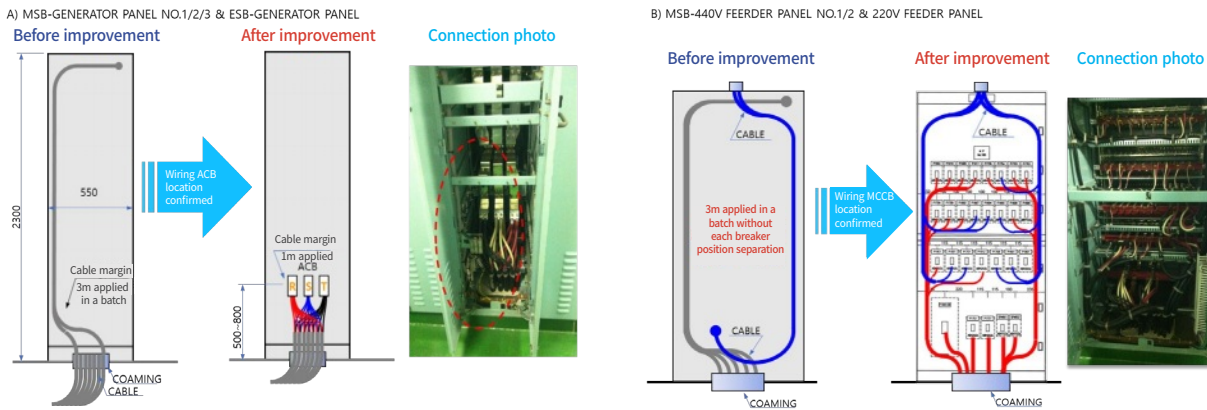 A) MSB-GENERATOR PANEL NO.1/2/3 & ESB-GENERATOR PANEL
Before improvement
After improvement
Connection photo
2300
550
Wiring ACB
location
confirmed
Cable margin
3m applied
in a batch
Cable margin
1m applied
ACB
R S T
500~800
COAMING
CABLE
B) MSB-440V FEERDER PANEL NO.1/2 & 220V FEEDER PANEL
Before improvement
After improvement
Connection photo
CABLE
3m applied in a
batch without
each breaker
position separation
CABLE
COAMING
Wiring MCCB
location
confirmed
CABLE
COAMING